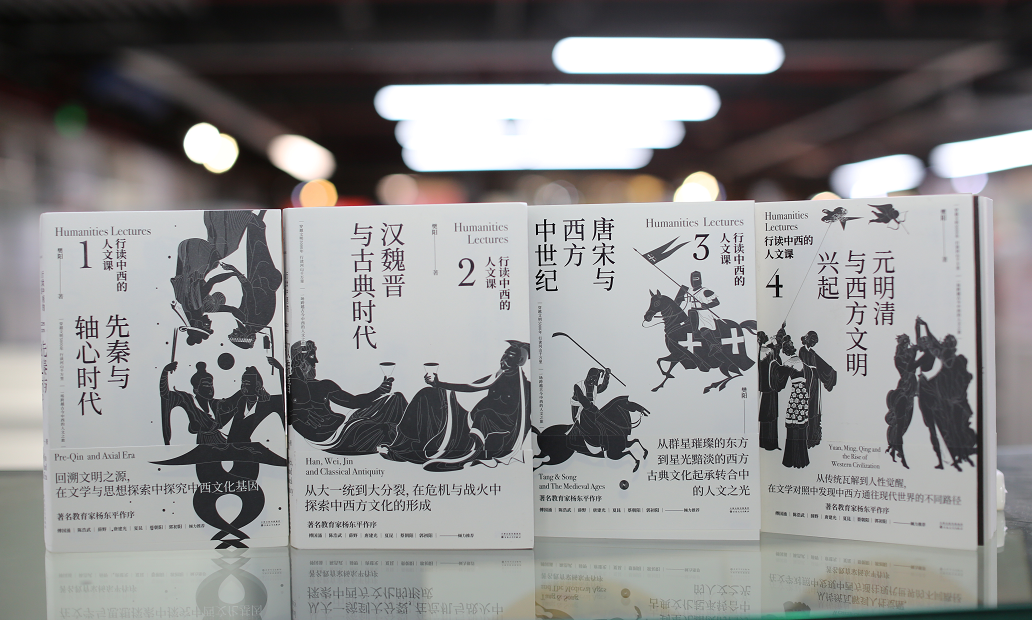 Humanities Lectures
1
行读中西的
人文课
樊阳
著
先秦与
轴心时代
Pre-Qin and Axial Era
回溯文明之源,
在文学与思想探索中探究中西文化基因
著名教育家杨东平作序
Humanities
Lectures
2
行读中西的
人文课
樊阳
著
汉魏晋
与古典时代
Han, Wei, Jin
and Classical Antiquity
从大一统到大分裂, 在危机与战火中
探索中西方文化的形成
著名教育家杨东平作序
Humanities Lectures
3
行读中西的
人文课
唐宋与
西方
中世纪
樊阳
著
Tang & Song
and The Medieval Ages
从群星璀璨的东方
到星光黯淡的西方
古典文化起承转合中
的人文之光
Humanities
Lectures
行读中西的
人文课
4
樊阳
著
元明清
与西方文明
兴起
Yuan, Ming, Qing and
the Rise of
Western Civilization
从传统瓦解到人性觉醒,
在文学对照中发现中西方通往现代世界的不同路径
著名教育家杨东平作序